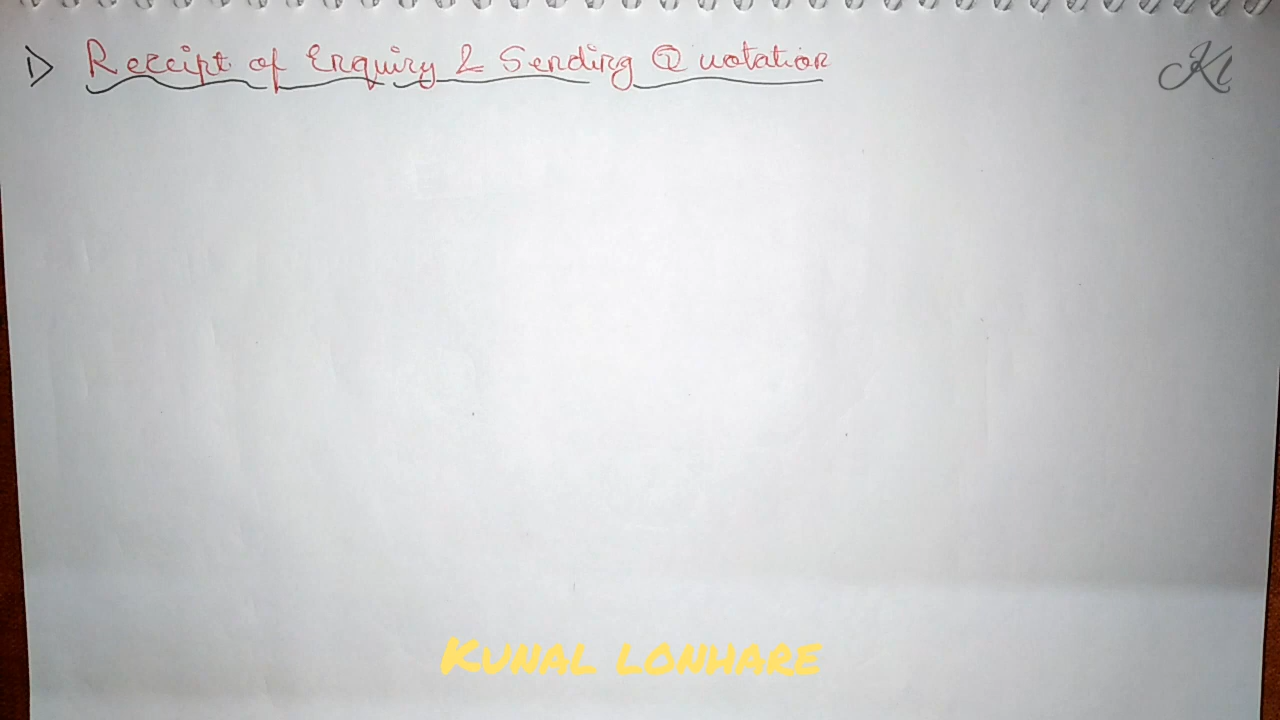 1) Receipt of Enquiry & Sending Quotation
Kl
KUNAL LONHARE